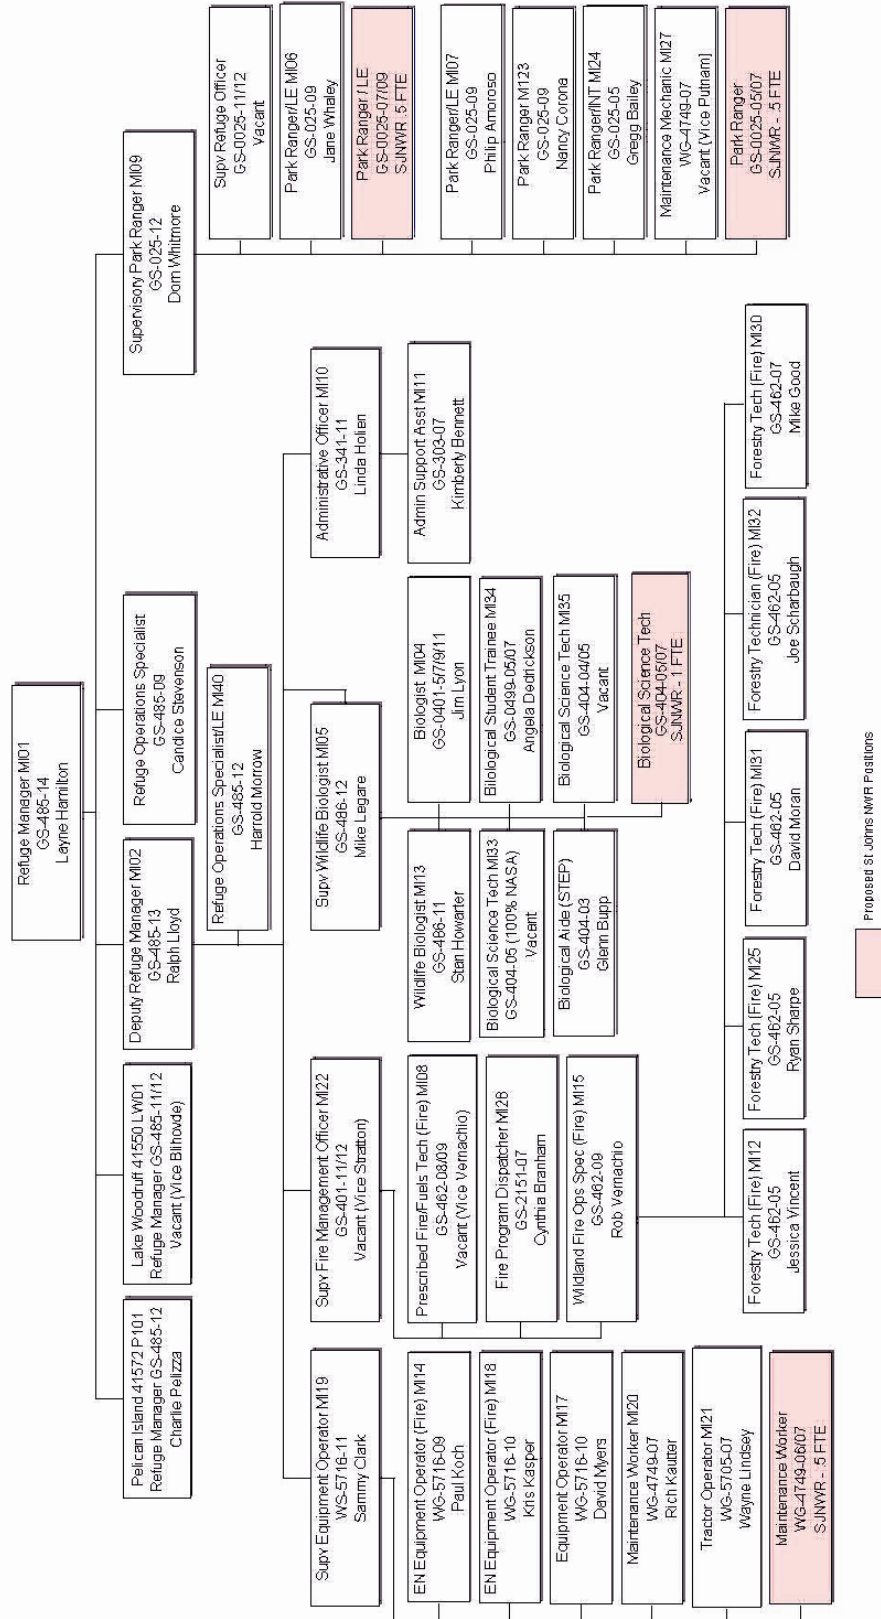 Refuge Manager MI01
GS-485-14
Layne Hamilton
Pelican Island 41572 P101
Refuge Manager GS-485-12
Charlie Pelizza
Lake Woodruff 41550 LW01
Refuge Manager GS-485-11/12
Vacant (Vice Blihovde)
Deputy Refuge Manager MI02
GS-485-13
Ralph Lloyd
Refuge Operations Specialist
GS-485-09
Candice Stevenson
Supervisory Park Ranger MI09
GS-025-12
Dorn Whitmore
Refuge Operations Specialist/LE MI40
GS-485-12
Harrold Morrow
Supv Equipment Operator MI19
WS-5716-11
Sammy Clark
Supv Fire Management Officer MI22
GS-401-11/12
Vacant (Vice Stratton)
Supv Wildlife Biologist MI05
GS-486-12
Mike Legare
Administrative Officer MI10
GS-341-11
Linda Holien
EN Equipment Operator (Fire) MI14
WG-5716-09
Paul Koch
EN Equipment Operator (Fire) MI18
WG-5716-10
Kris Kasper
Equipment Operator MI17
WG-5716-10
David Myers
Maintenance Worker MI20
WG-4749-07
Rich Kautter
Tractor Operator MI21
WG-5705-07
Wayne Lindsey
Maintenance Worker
WG-4749-06/07
SJNWR - .5 FTE
Prescribed Fire/Fuels Tech (Fire) MI08
GS-462-08/09
Vacant (Vice Vernachio)
Fire Program Dispatcher MI26
GS-2151-07
Cynthia Branham
Wildland Fire Ops Spec (Fire) MI15
GS-462-09
Rob Vernachio
Wildlife Biologist MI13
GS-486-11
Stan Howarter
Biological Science Tech MI33
GS-404-05 (100% NASA)
Vacant
Biological Aide (STEP)
GS-404-03
Glenn Bupp
Biologist MI04
GS-0401-5/7/9/11
Jim Lyon
Biological Student Trainee MI34
GS-0499-05/07
Angela Dedrickson
Biological Science Tech MI35
GS-404-04/05
Vacant
Biological Science Tech
GS-404-05/07
SJNWR - 1 FTE
Admin Support Asst MI11
GS-303-07
Kimberly Bennett
Supv Refuge Officer
GS-0025-11/12
Vacant
Park Ranger/LE MI06
GS-025-09
Jane Whaley
Park Ranger / LE
GS-0025-07/09
SJNWR .5 FTE
Park Ranger/LE MI07
GS-025-09
Philip Amoroso
Park Ranger M123
GS-025-09
Nancy Corona
Park Ranger/INT MI24
GS-025-05
Gregg Bailey
Maintenance Mechanic MI27
WG-4749-07
Vacant (Vice Putnam)
Park Ranger
GS-0025-05/07
SJNWR - .5 FTE
Forestry Tech (Fire) MI12
GS-462-05
Jessica Vincent
Forestry Tech (Fire) MI25
GS-462-05
Ryan Sharpe
Forestry Tech (Fire) MI31
GS-462-05
David Moran
Forestry Technician (Fire) MI32
GS-462-05
Joe Scharbaugh
Forestry Tech (Fire) MI30
GS-462-07
Mike Good
Proposed St Johns NWR Positions